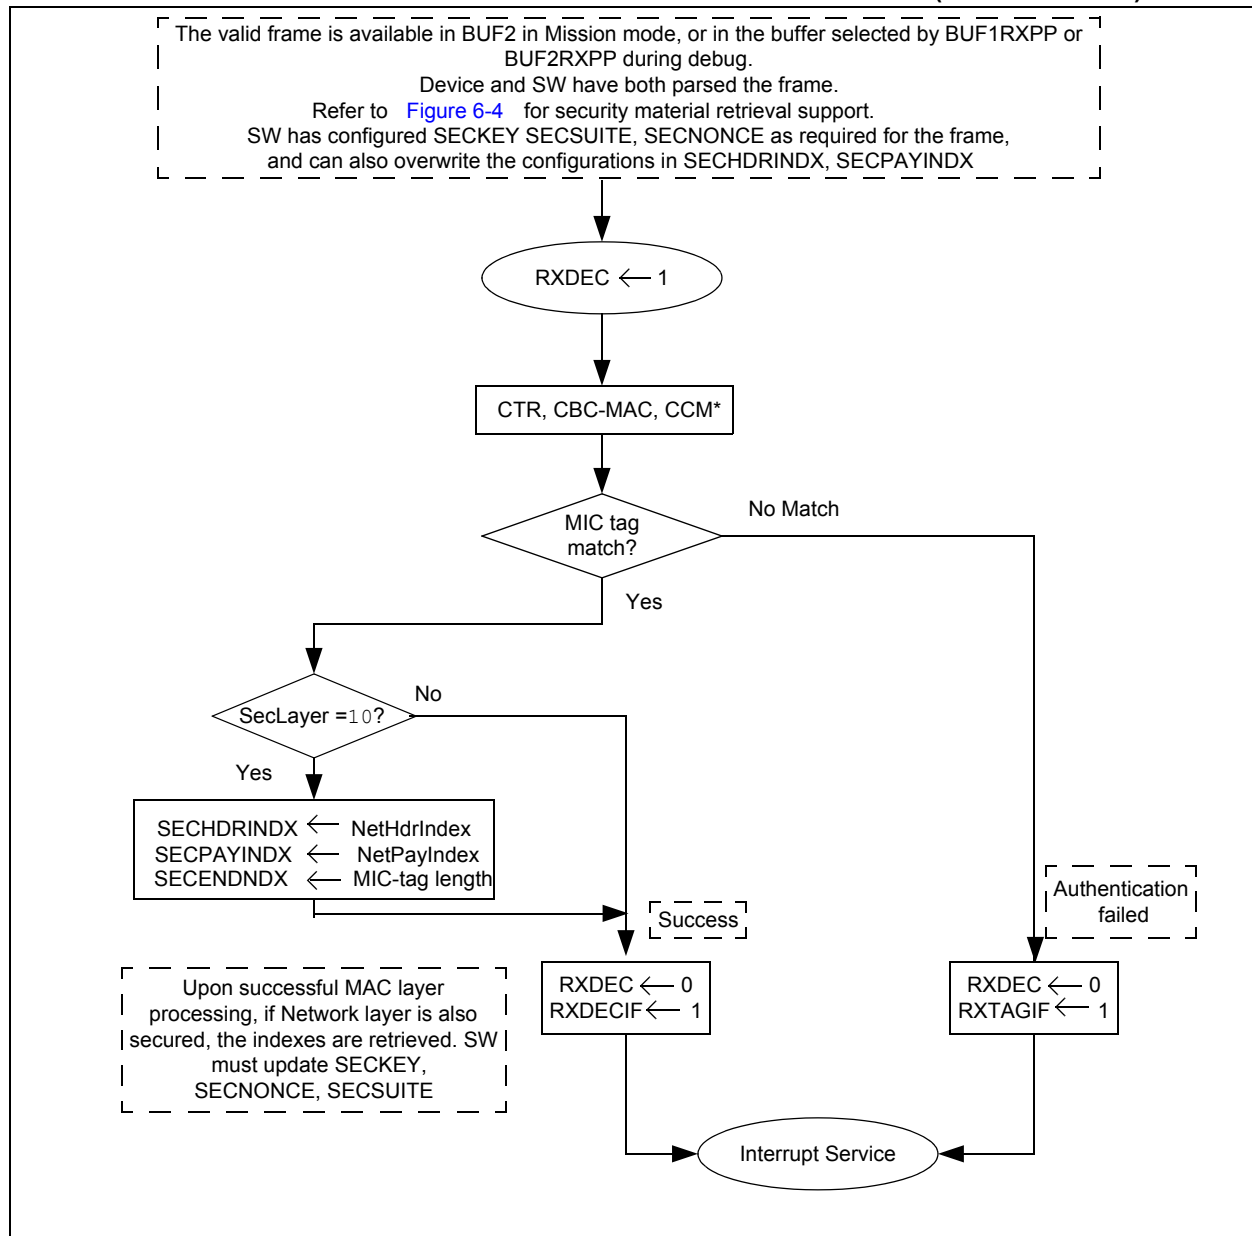 The valid frame is available in BUF2 in Mission mode, or in the buffer selected by BUF1RXPP or
BUF2RXPP during debug.
Device and SW have both parsed the frame.
Refer to Figure 6-4 for security material retrieval support.
SW has configured SECKEY SECSUITE, SECNONCE as required for the frame,
and can also overwrite the configurations in SECHDRINDX, SECPAYINDX
RXDEC ← 1
CTR, CBC-MAC, CCM*
MIC tag
match?
No Match
Yes
SecLayer =10?
No
Yes
SECHDRINDX ← NetHdrIndex
SECPAYINDX ← NetPayIndex
SECENDNDX ← MIC-tag length
Success
Authentication
failed
RXDEC ← 0
RXDECIF ← 1
RXDEC ← 0
RXTAGIF ← 1
Upon successful MAC layer
processing, if Network layer is also
secured, the indexes are retrieved. SW
must update SECKEY,
SECNONCE, SECSUITE
Interrupt Service